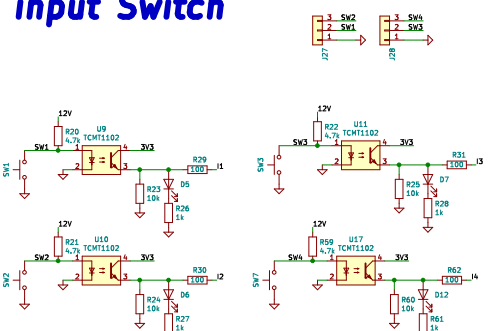 Input Switch
3 SW2
2 SW1
1
J27
3 SW4
2 SW3
1
J28
12V
R20
4.7k
U9
TCMT1102
SW1
1
2
4
3
3V3
SW1
R23
10k
D5
R26
1k
R29
100
I1
12V
R22
4.7k
U11
TCMT1102
SW3
1
2
4
3
3V3
SW3
R25
10k
D7
R28
1k
R31
100
I3
12V
R21
4.7k
U10
TCMT1102
SW2
1
2
4
3
3V3
SW2
R24
10k
D6
R27
1k
R30
100
I2
12V
R59
4.7k
U17
TCMT1102
SW4
1
2
4
3
3V3
SW7
R60
10k
D12
R61
1k
R62
100
I4